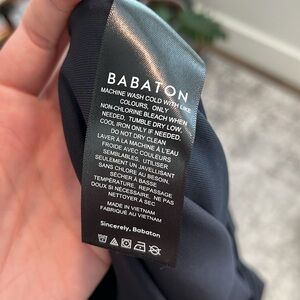 BABATON
MACHINE WASH COLD WITH LIKE
COLOURS, ONLY
NON-CHLORINE BLEACH WHEN
NEEDED, TUMBLE DRY LOW,
COOL IRON ONLY IF NEEDED.
DO NOT DRY CLEAN
LAVER À LA MACHINE À L'EAU
FROIDE AVEC COULEURS
SEMBLABLES, UTILISER
SEULEMENT UN JAVELLISANT
SANS CHLORE AU BESOIN.
SÉCHER À BASSE
TEMPÉRATURE, REPASSAGE
DOUX SI NÉCESSAIRE, NE PAS
NETTOYER À SEC
MADE IN VIETNAM
FABRIQUÉ AU VIETNAM
Sincerely, Babaton